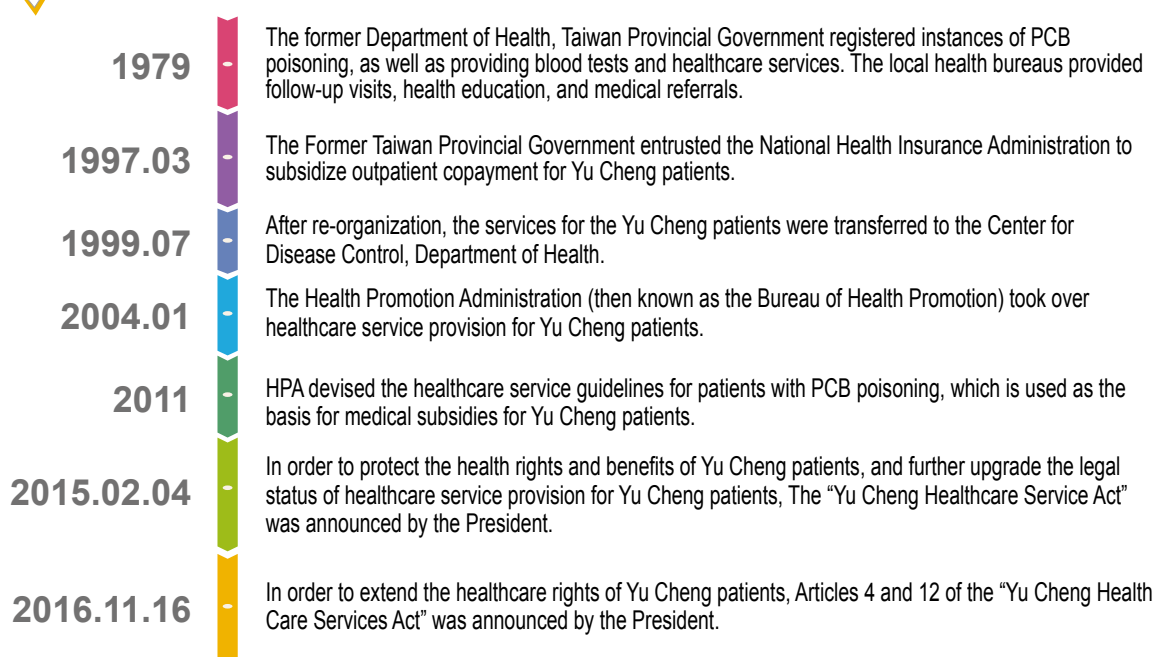 1979
The former Department of Health, Taiwan Provincial Government registered instances of PCB
poisoning, as well as providing blood tests and healthcare services. The local health bureaus provided
follow-up visits, health education, and medical referrals.
1997.03
The Former Taiwan Provincial Government entrusted the National Health Insurance Administration to
subsidize outpatient copayment for Yu Cheng patients.
1999.07
After re-organization, the services for the Yu Cheng patients were transferred to the Center for
Disease Control, Department of Health.
2004.01
The Health Promotion Administration (then known as the Bureau of Health Promotion) took over
healthcare service provision for Yu Cheng patients.
2011
HPA devised the healthcare service guidelines for patients with PCB poisoning, which is used as the
basis for medical subsidies for Yu Cheng patients.
2015.02.04
In order to protect the health rights and benefits of Yu Cheng patients, and further upgrade the legal
status of healthcare service provision for Yu Cheng patients, The “Yu Cheng Healthcare Service Act”
was announced by the President.
2016.11.16
In order to extend the healthcare rights of Yu Cheng patients, Articles 4 and 12 of the “Yu Cheng Health
Care Services Act” was announced by the President.